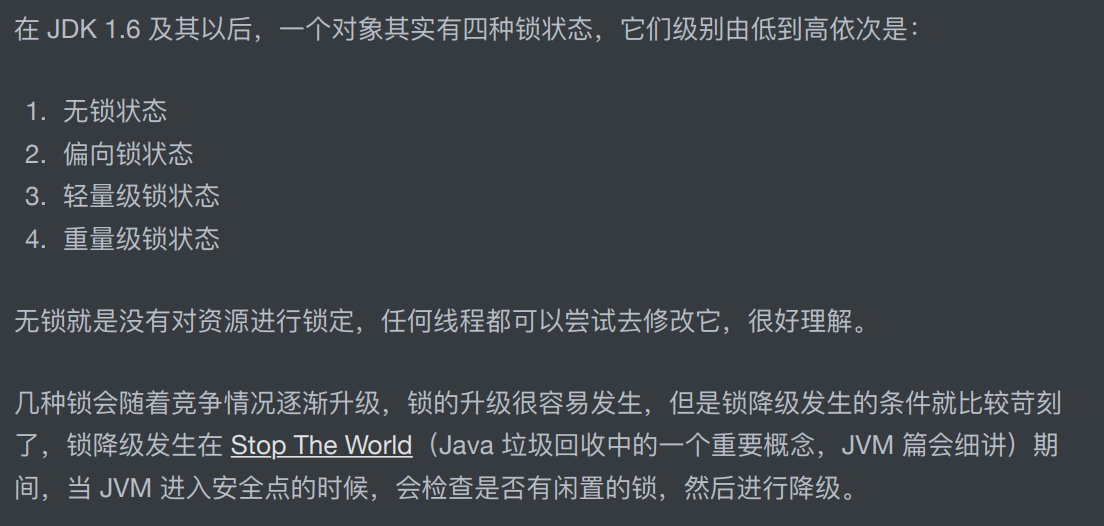 在 JDK 1.6 及其以后，一个对象其实有四种锁状态，它们级别由低到高依次是：
1. 无锁状态
2. 偏向锁状态
3. 轻量级锁状态
4. 重量级锁状态
无锁就是没有对资源进行锁定，任何线程都可以尝试去修改它，很好理解。
几种锁会随着竞争情况逐渐升级，锁的升级很容易发生，但是锁降级发生的条件就比较苛刻
了，锁降级发生在 Stop The World（Java 垃圾回收中的一个重要概念，JVM 篇会细讲）期
间，当 JVM 进入安全点的时候，会检查是否有闲置的锁，然后进行降级。